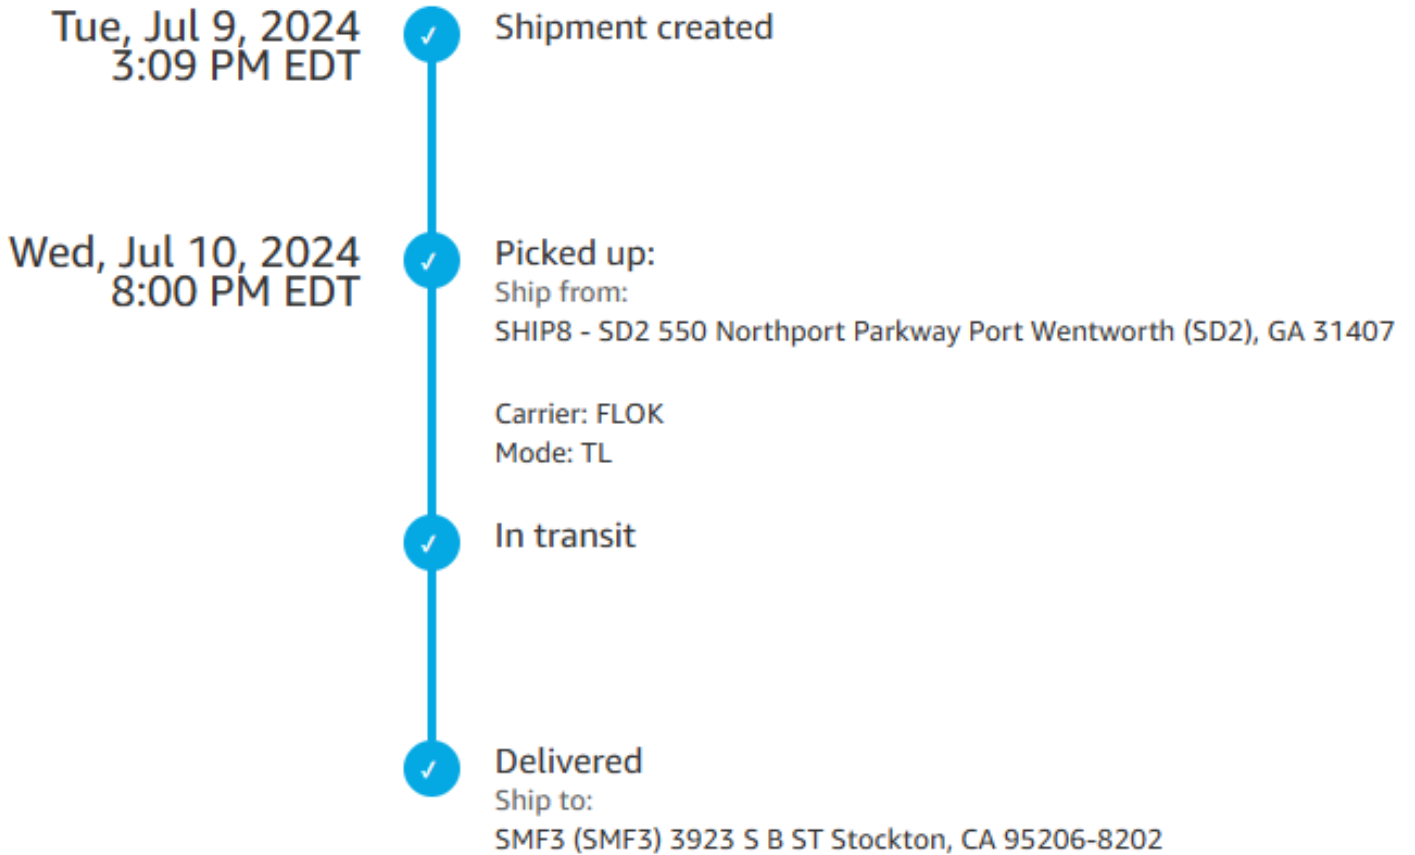 Tue, Jul 9, 2024
3:09 PM EDT
Shipment created
Wed, Jul 10, 2024
8:00 PM EDT
Picked up:
Ship from:
SHIP8 - SD2 550 Northport Parkway Port Wentworth (SD2), GA 31407
Carrier: FLOK
Mode: TL
In transit
Delivered
Ship to:
SMF3 (SMF3) 3923 S B ST Stockton, CA 95206-8202